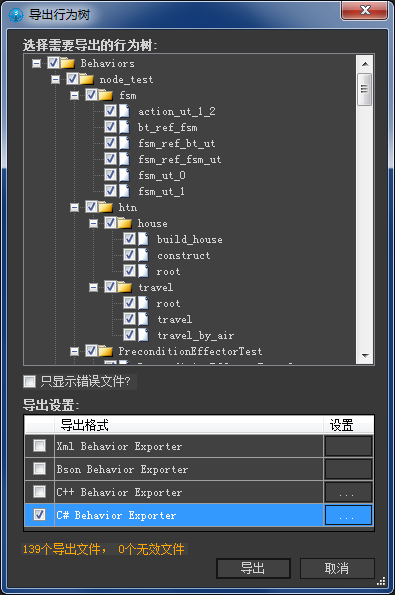 导出行为树
选择需要导出的行为树:
Behaviors
node_test
fsm
action_ut_1_2
bt_ref_fsm
fsm_ref_bt_ut
fsm_ref_fsm_ut
fsm_ut_0
fsm_ut_1
htn
house
build_house
construct
root
travel
root
travel
travel_by_air
PreconditionEffectorTest
只显示错误文件?
导出设置:
导出格式 设置
Xml Behavior Exporter
Bson Behavior Exporter
C++ Behavior Exporter ...
C# Behavior Exporter ...
139个导出文件, 0个无效文件
导出 取消